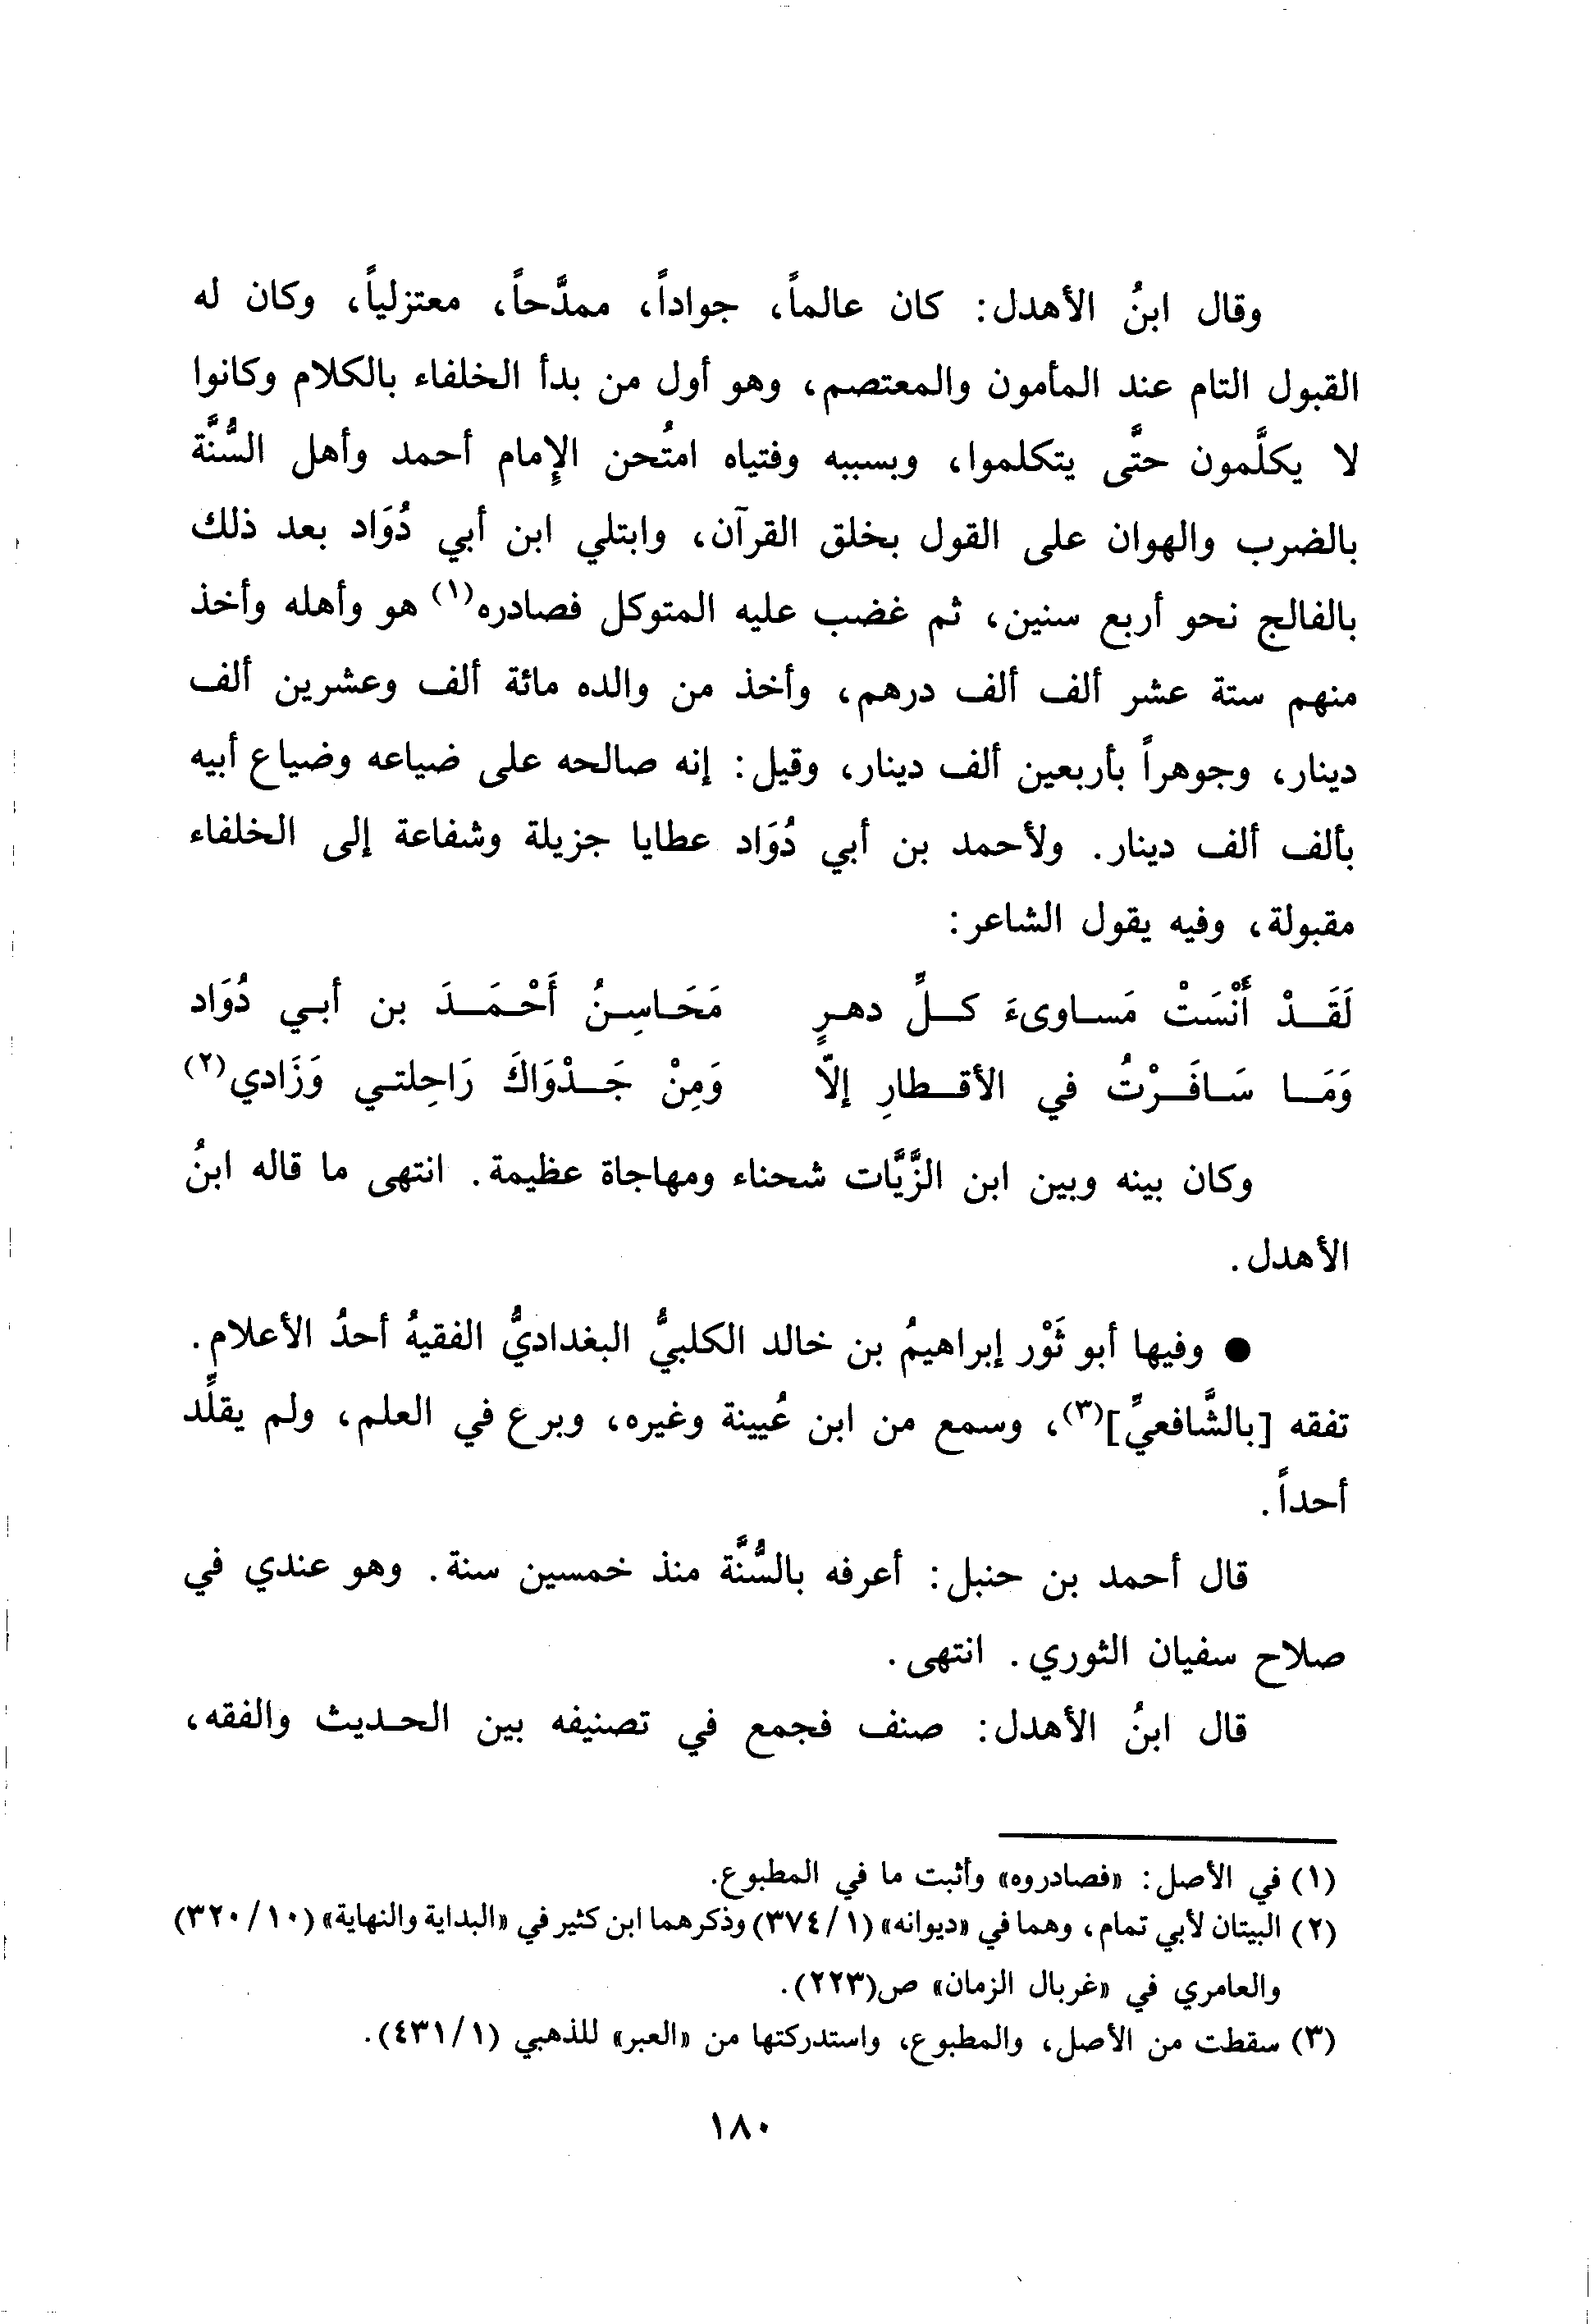 وقال ابنُ الأهدل: كان عالماً، جواداً، ممدَّحاً، معتزلياً، وكان له
القبول التام عند المأمون والمعتصم، وهو أول من بدأ الخلفاء بالكلام وكانوا
لا يكلَّمون حتَّى يتكلموا، وبسببه وفتياه امتُحن الإِمام أحمد وأهل السُّنَّة
بالضرب والهوان على القول بخلق القرآن، وابتلي ابن أبي دُوَاد بعد ذلك
بالفالج نحو أربع سنين، ثم غضب عليه المتوكل فصادره(١) هو وأهله وأخذ
منهم ستة عشر ألف ألف درهم، وأخذ من والده مائة ألف وعشرين ألف
دينار، وجوهراً بأربعين ألف دينار، وقيل: إنه صالحه على ضياعه وضياع أبيه
بألف ألف دينار. ولأحمد بن أبي دُوَاد عطايا جزيلة وشفاعة إلى الخلفاء
مقبولة، وفيه يقول الشاعر:
لَقَـدْ أَنْسَتْ مَساوىءَ كـلِّ دهرٍ مَحَاسِنُ أَحْمَدَ بن أبي دُوَاد
وَمَـا سَافَـرْتُ في الأقـطارِ إلاّ وَمِنْ جَـدْوَاكَ رَاحِلتي وَزَادي(٢)
وكان بينه وبين ابن الزَّيَّات شحناء ومهاجاة عظيمة. انتهى ما قاله ابنُ
الأهدل.
● وفيها أبو ثَوْر إبراهيمُ بن خالد الكلبيُّ البغداديُّ الفقيهُ أحدُ الأعلام.
تفقه [بالشَّافعيِّ](٣)، وسمع من ابن عُيينة وغيره، وبرع في العلم، ولم يقلِّد
أحداً.
قال أحمد بن حنبل: أعرفه بالسُّنَّة منذ خمسين سنة. وهو عندي في
صلاح سفيان الثوري. انتهى.
قال ابنُ الأهدل: صنف فجمع في تصنيفه بين الحديث والفقه،
(١) في الأصل: «فصادروه» وأثبت ما في المطبوع.
(٢) البيتان لأبي تمام، وهما في «ديوانه» (١/ ٣٧٤) وذكرهما ابن كثير في «البداية والنهاية» (١٠/ ٣٢٠)
والعامري في «غربال الزمان» ص(٢٢٣).
(٣) سقطت من الأصل، والمطبوع، واستدركتها من «العبر» للذهبي (١/ ٤٣١).
١٨٠